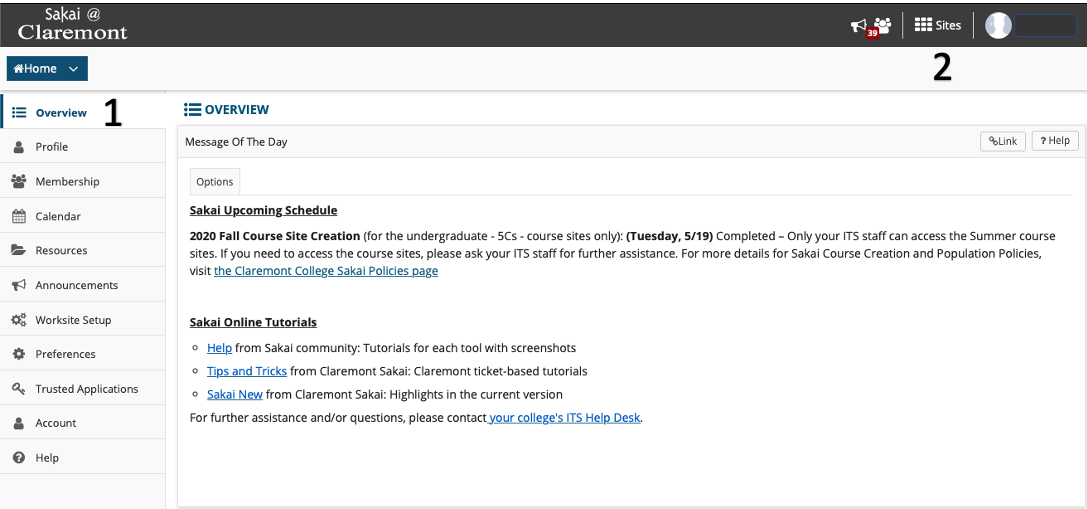 Sakai @
Claremont
39
Sites
Home
2
Overview
1
Profile
Membership
Calendar
Resources
Announcements
Worksite Setup
Preferences
Trusted Applications
Account
Help
OVERVIEW
Message Of The Day
Link
? Help
Options
Sakai Upcoming Schedule
2020 Fall Course Site Creation (for the undergraduate - 5Cs - course sites only): (Tuesday, 5/19) Completed – Only your ITS staff can access the Summer course
sites. If you need to access the course sites, please ask your ITS staff for further assistance. For more details for Sakai Course Creation and Population Policies,
visit the Claremont College Sakai Policies page
Sakai Online Tutorials
Help from Sakai community: Tutorials for each tool with screenshots
Tips and Tricks from Claremont Sakai: Claremont ticket-based tutorials
Sakai New from Claremont Sakai: Highlights in the current version
For further assistance and/or questions, please contact your college's ITS Help Desk.